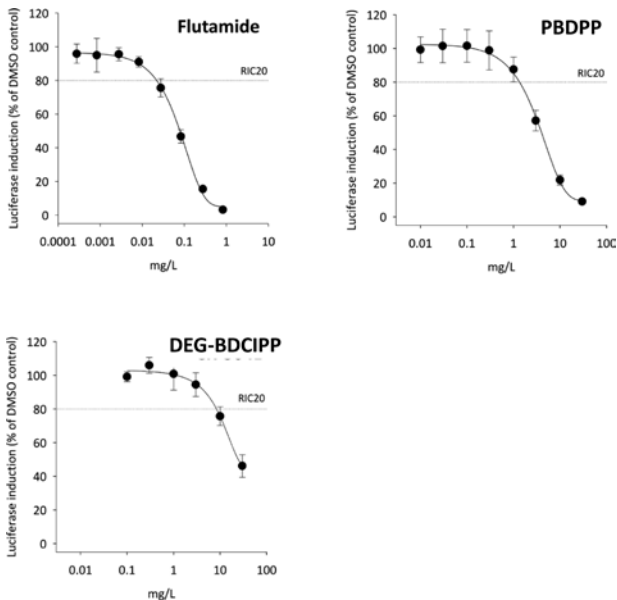 Flutamide
Luciferase induction (% of DMSO control)
120
100
80
60
40
20
0
RIC20
0.0001 0.001 0.01 0.1 1 10
mg/L
PBDPP
Luciferase induction (% of DMSO control)
120
100
80
60
40
20
0
RIC20
0.01 0.1 1 10 100
mg/L
DEG-BDCIPP
Luciferase induction (% of DMSO control)
120
100
80
60
40
20
0
RIC20
0.01 0.1 1 10 100
mg/L